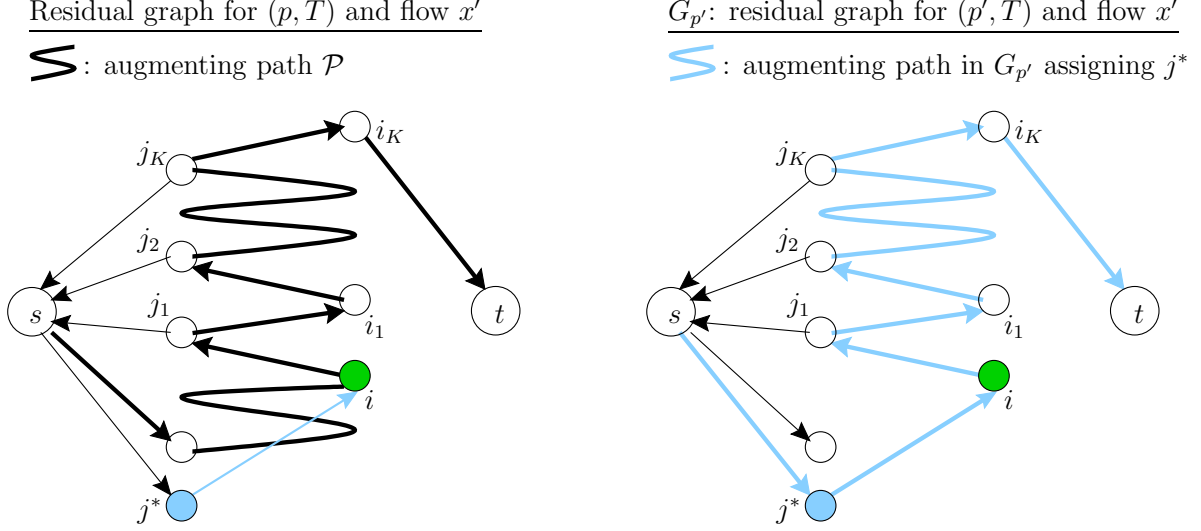 Residual graph for (p, T) and flow x′
: augmenting path 𝒫
j_K
i_K
j_2
s
j_1
i_1
t
i
j*
G_{p′}: residual graph for (p′, T) and flow x′
: augmenting path in G_{p′} assigning j*
j_K
i_K
j_2
s
j_1
i_1
t
i
j*